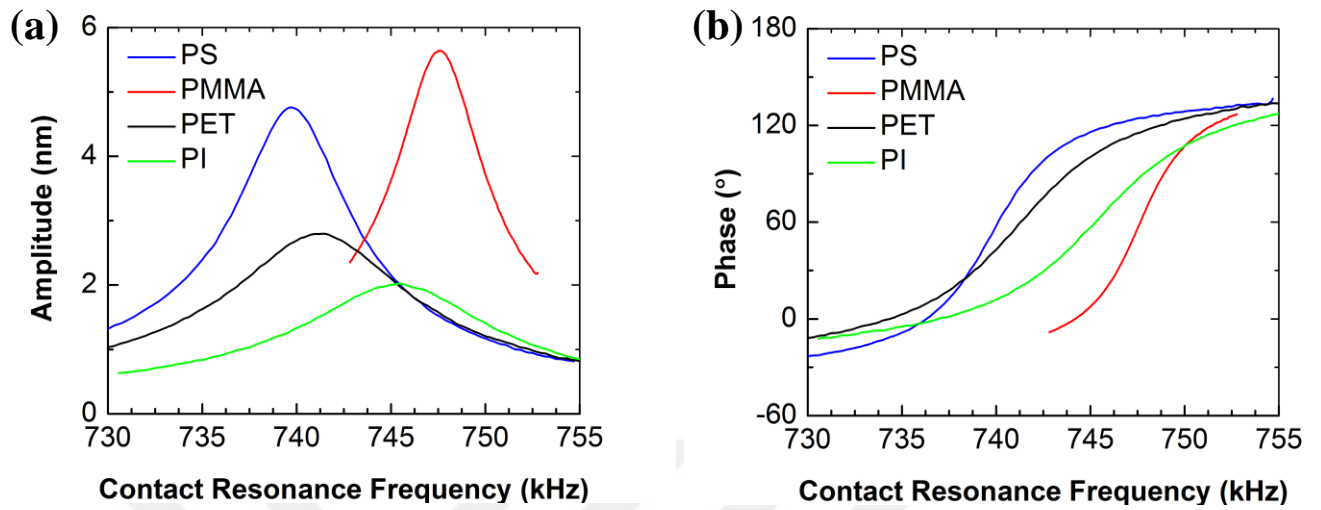 (a)
6
4
2
0
Amplitude (nm)
PS
PMMA
PET
PI
730 735 740 745 750 755
Contact Resonance Frequency (kHz)
(b)
180
120
60
0
-60
Phase (°)
PS
PMMA
PET
PI
730 735 740 745 750 755
Contact Resonance Frequency (kHz)